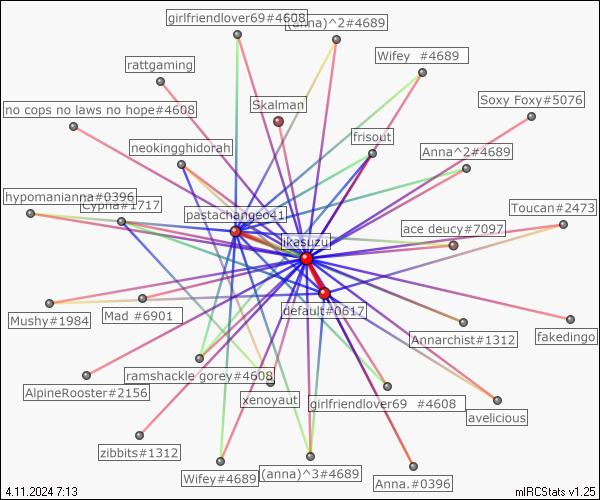 girlfriendlover69#4608
(anna)^2#4689
Wifey  #4689
rattgaming
Skalman
Soxy Foxy#5076
no cops no laws no hope#4608
frisout
neokingghidorah
Anna^2#4689
hypomanianna#0396
Cypha#1717
pastachangeo41
Toucan#2473
ace deucy#7097
ikasuzu
default#0617
Mushy#1984
Mad #6901
Annarchist#1312
fakedingo
ramshackle gorey#4608
AlpineRooster#2156
xenoyaut
girlfriendlover69  #4608
avelicious
zibbits#1312
Wifey#4689
(anna)^3#4689
Anna.#0396
4.11.2024 7:13
mIRCStats v1.25